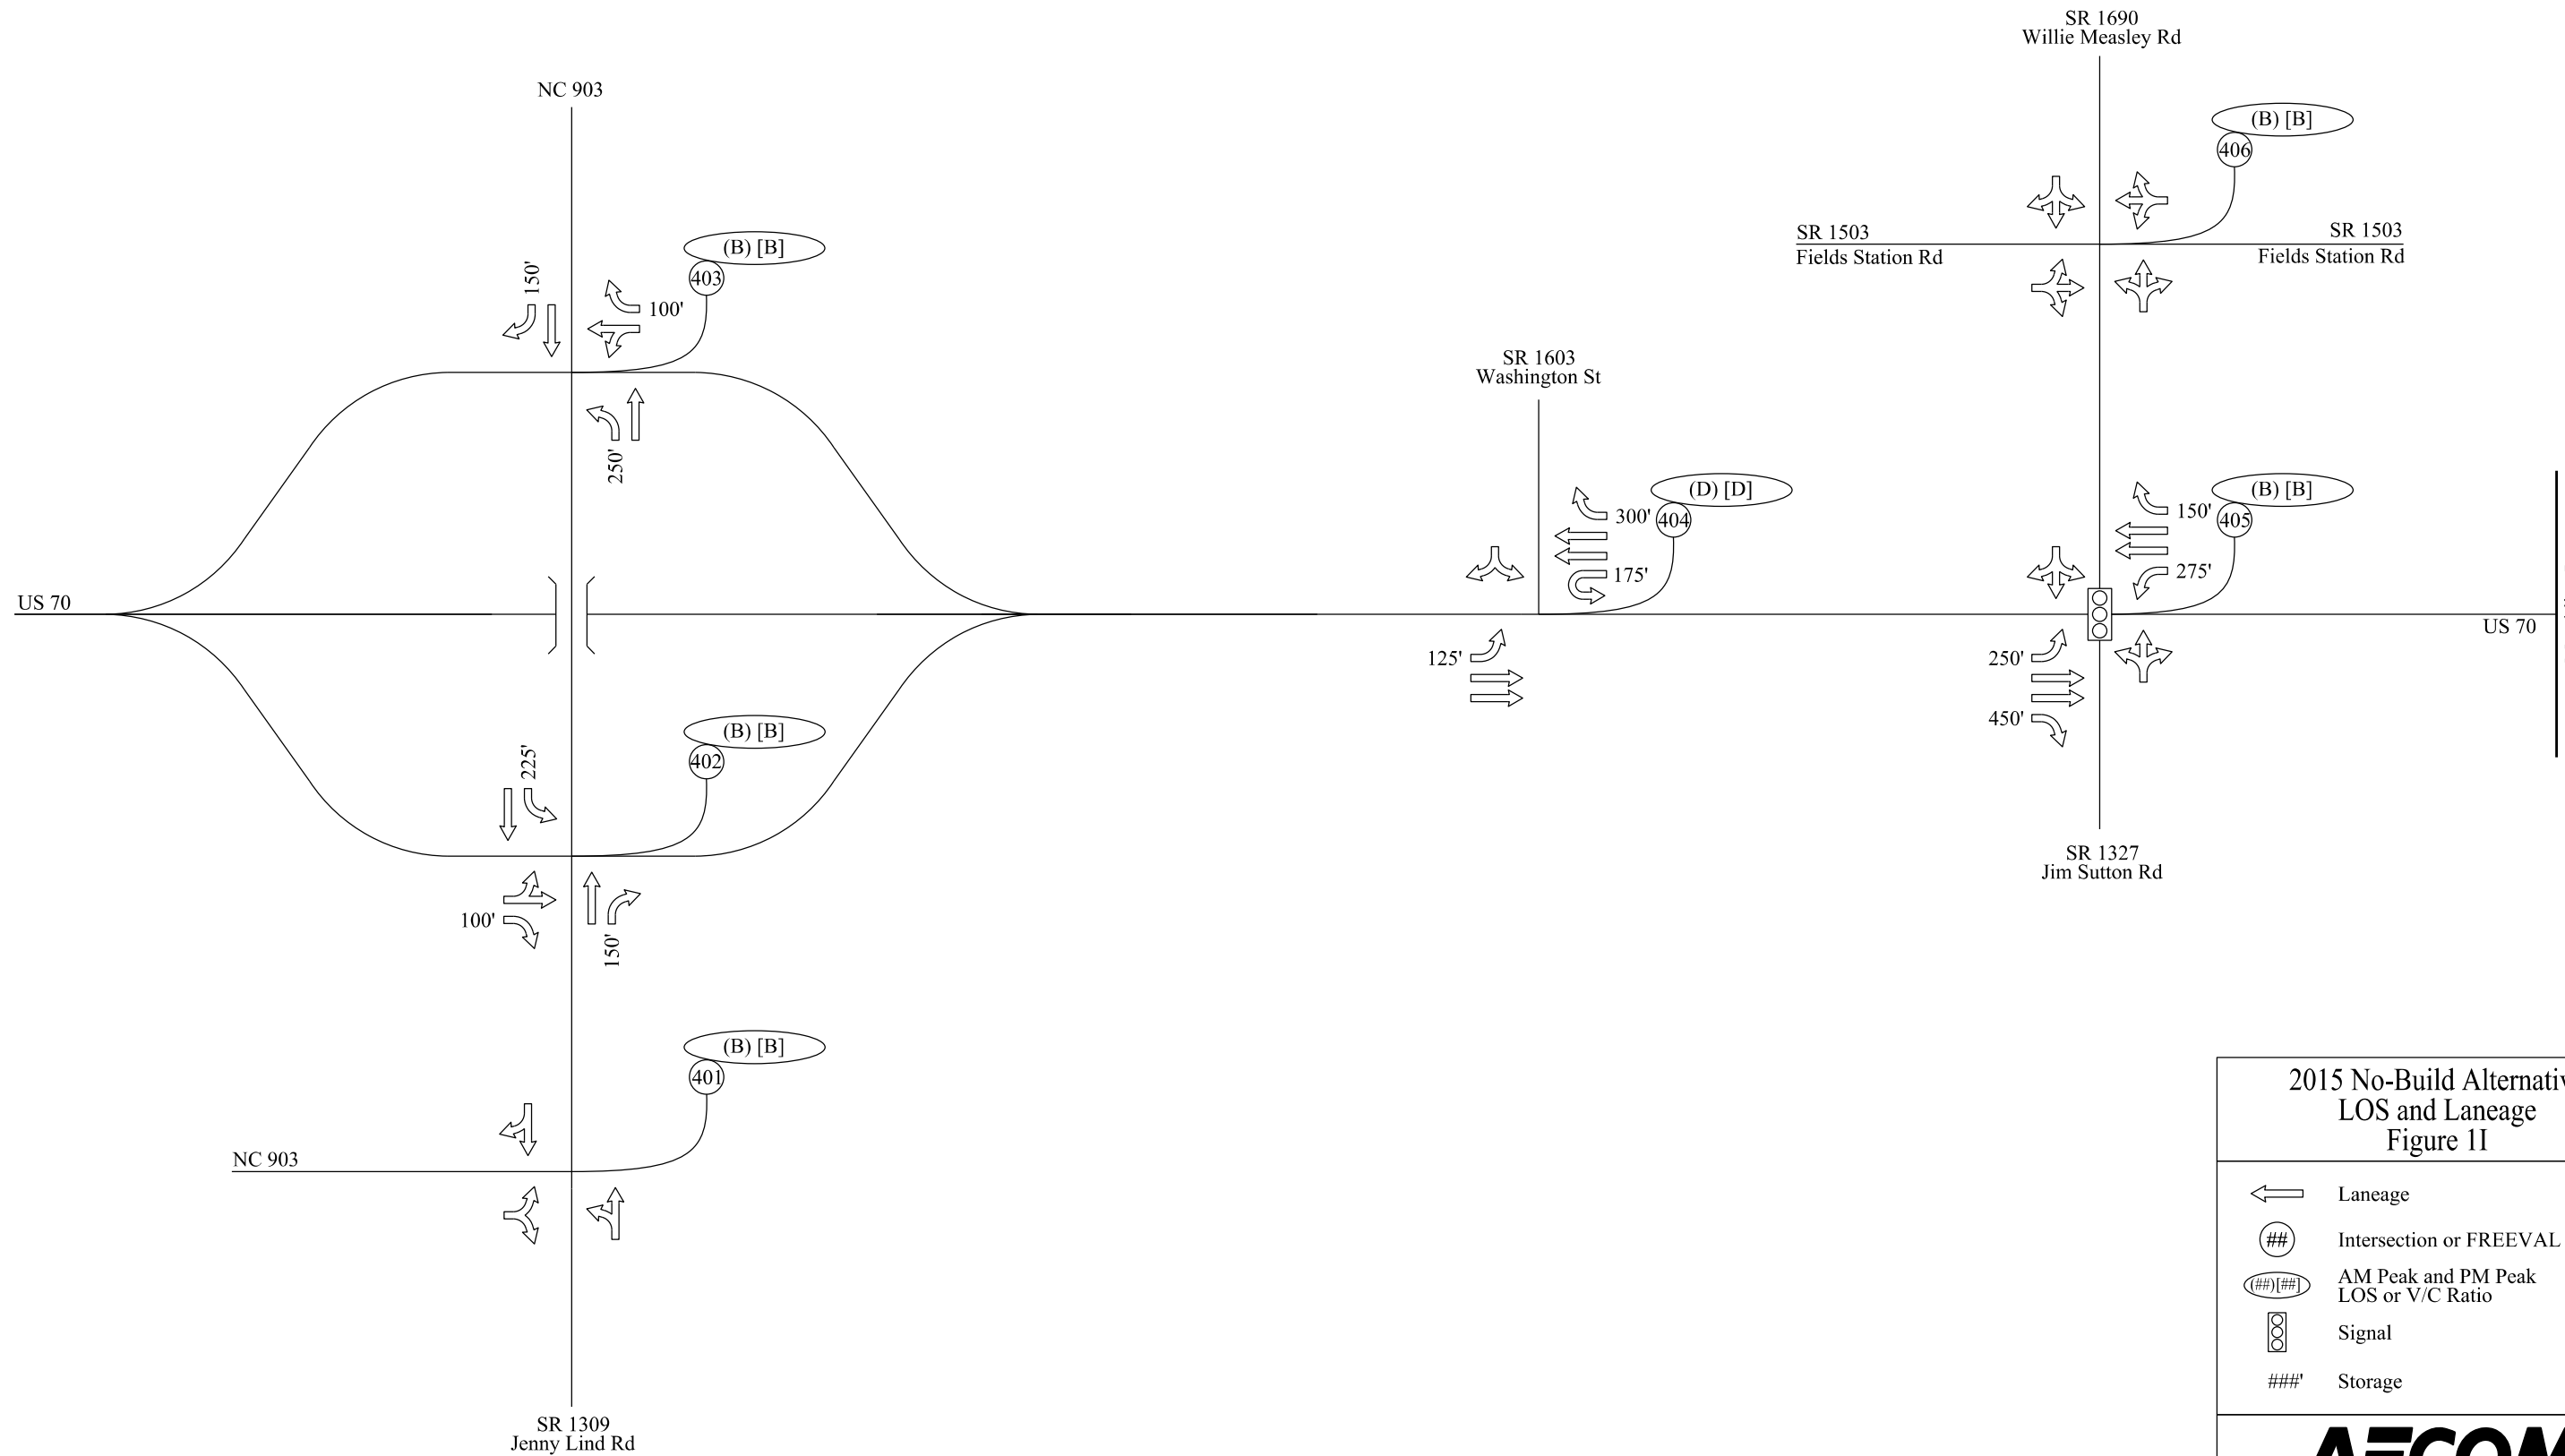 SR 1690
Willie Measley Rd
NC 903
(B) [B]
406
SR 1503
Fields Station Rd
SR 1503
Fields Station Rd
(B) [B]
403
150'
100'
250'
SR 1603
Washington St
(D) [D]
404
300'
175'
125'
(B) [B]
405
150'
275'
250'
450'
US 70
US 70
(B) [B]
402
225'
100'
150'
SR 1327
Jim Sutton Rd
(B) [B]
401
NC 903
SR 1309
Jenny Lind Rd
2015 No-Build Alternativ
LOS and Laneage
Figure 1I
Laneage
## Intersection or FREEVAL
(##)[##] AM Peak and PM Peak
LOS or V/C Ratio
Signal
###' Storage
AECOM